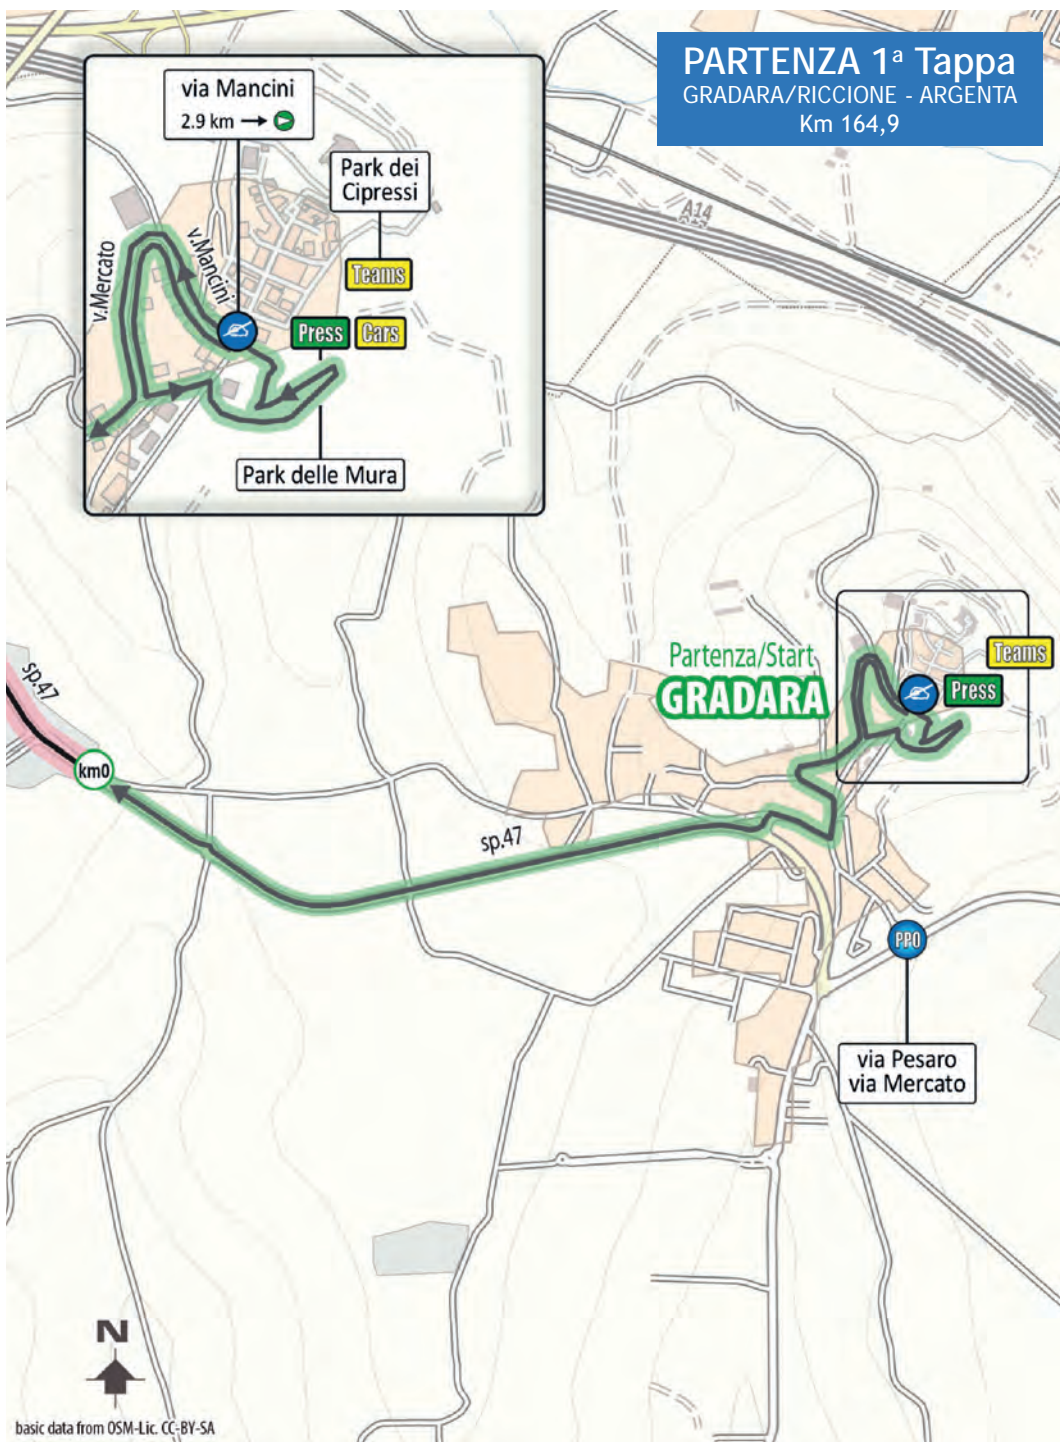 PARTENZA 1ª Tappa
GRADARA/RICCIONE - ARGENTA
Km 164,9
via Mancini
2.9 km
Park dei
Cipressi
Teams
v.Mercato
v.Mancini
Press
Cars
Park delle Mura
A14
Partenza/Start
GRADARA
Teams
Press
sp.47
km0
sp.47
PPO
via Pesaro
via Mercato
N
basic data from OSM-Lic. CC-BY-SA